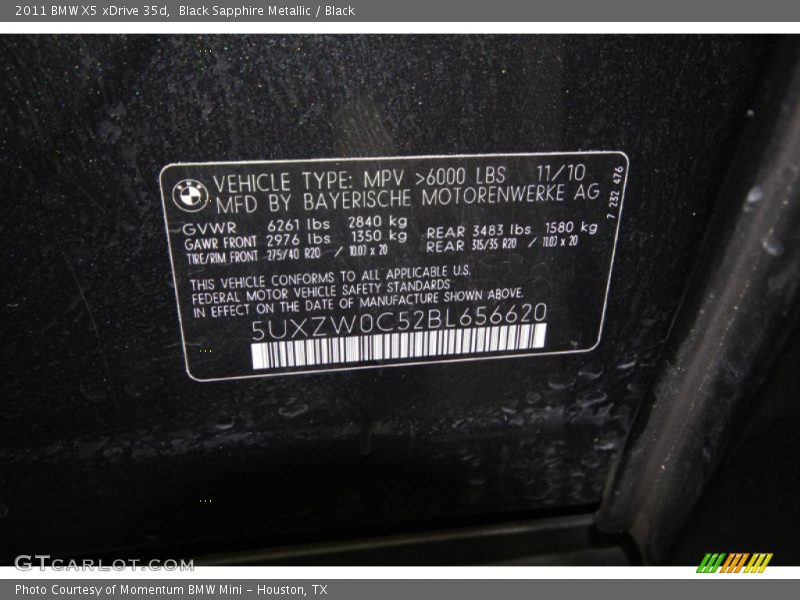 2011 BMW X5 xDrive 35d, Black Sapphire Metallic / Black
VEHICLE TYPE: MPV >6000 LBS 11/10
MFD BY BAYERISCHE MOTORENWERKE AG
7 232 476
GVWR 6261 lbs 2840 kg
GAWR FRONT 2976 lbs 1350 kg REAR 3483 lbs 1580 kg
TIRE/RIM FRONT 275/40 R20 / 10.0J x 20 REAR 315/35 R20 / 11.0J x 20
THIS VEHICLE CONFORMS TO ALL APPLICABLE U.S.
FEDERAL MOTOR VEHICLE SAFETY STANDARDS
IN EFFECT ON THE DATE OF MANUFACTURE SHOWN ABOVE.
5UXZW0C52BL656620
GTCARLOT.COM
Photo Courtesy of Momentum BMW Mini - Houston, TX